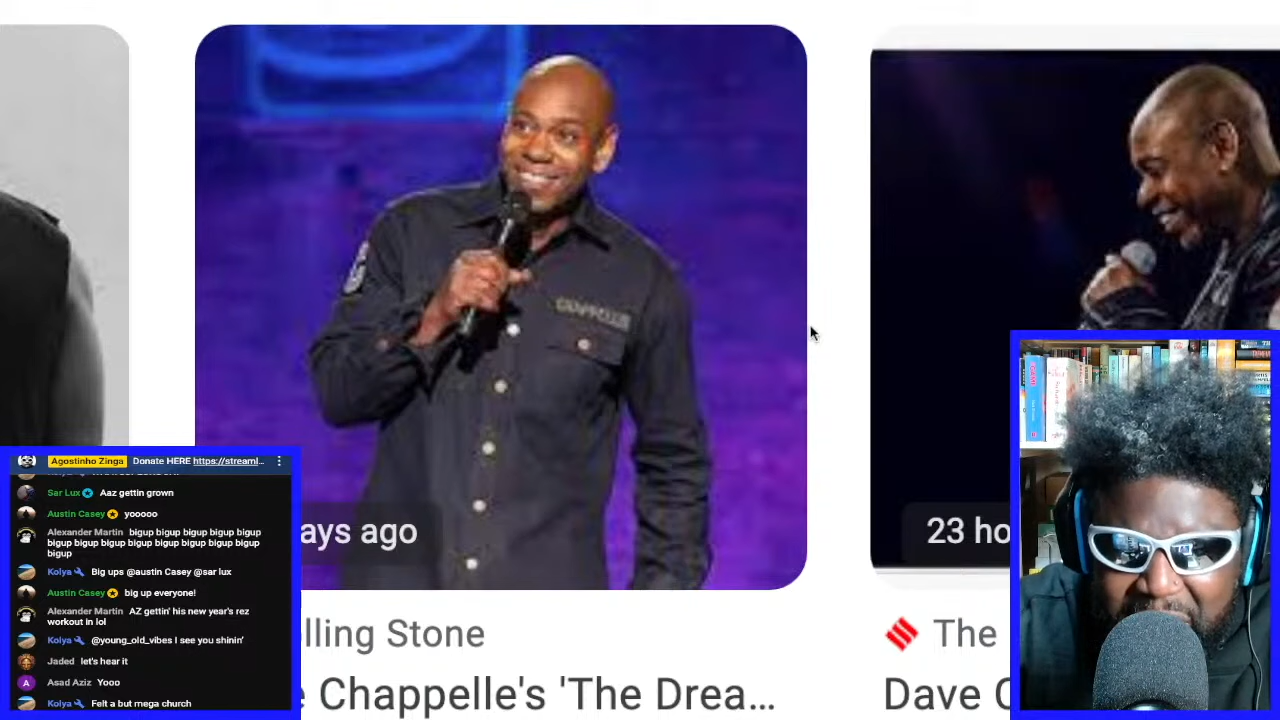 CHAPPELLE
ays ago
23 ho
lling Stone
e Chappelle's 'The Drea...
The
Dave C
Agostinho Zinga Donate HERE https://streaml...
Sar Lux Aaz gettin grown
Austin Casey yooooo
Alexander Martin bigup bigup bigup bigup bigup
bigup bigup bigup bigup bigup bigup bigup
bigup
Kolya Big ups @austin Casey @sar lux
Austin Casey big up everyone!
Alexander Martin AZ gettin' his new year's rez
workout in lol
Kolya @young_old_vibes I see you shinin'
Jaded let's hear it
A Asad Aziz Yooo
Kolya Felt a but mega church